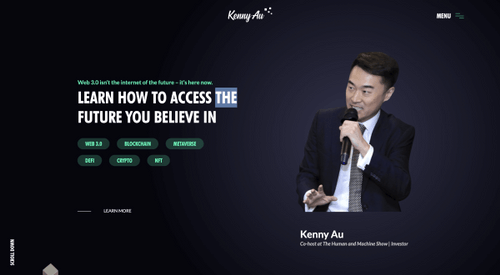 Kenny Au
MENU
Web 3.0 isn't the internet of the future – it's here now.
LEARN HOW TO ACCESS THE
FUTURE YOU BELIEVE IN
WEB 3.0
BLOCKCHAIN
METAVERSE
DEFI
CRYPTO
NFT
LEARN MORE
Kenny Au
Co-host at The Human and Machine Show | Investor
SCROLL DOWN